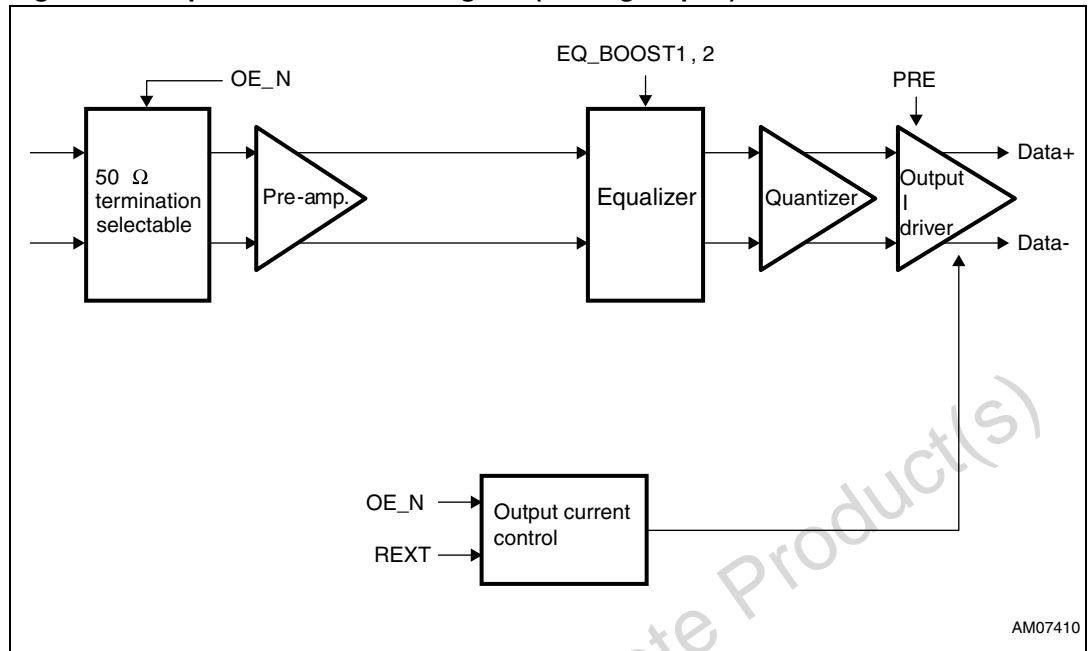 OE_N
EQ_BOOST1 , 2
PRE
50 Ω
termination
selectable
Pre-amp.
Equalizer
Quantizer
Output
I
driver
Data+
Data-
OE_N
REXT
Output current
control
Product(s)
AM07410